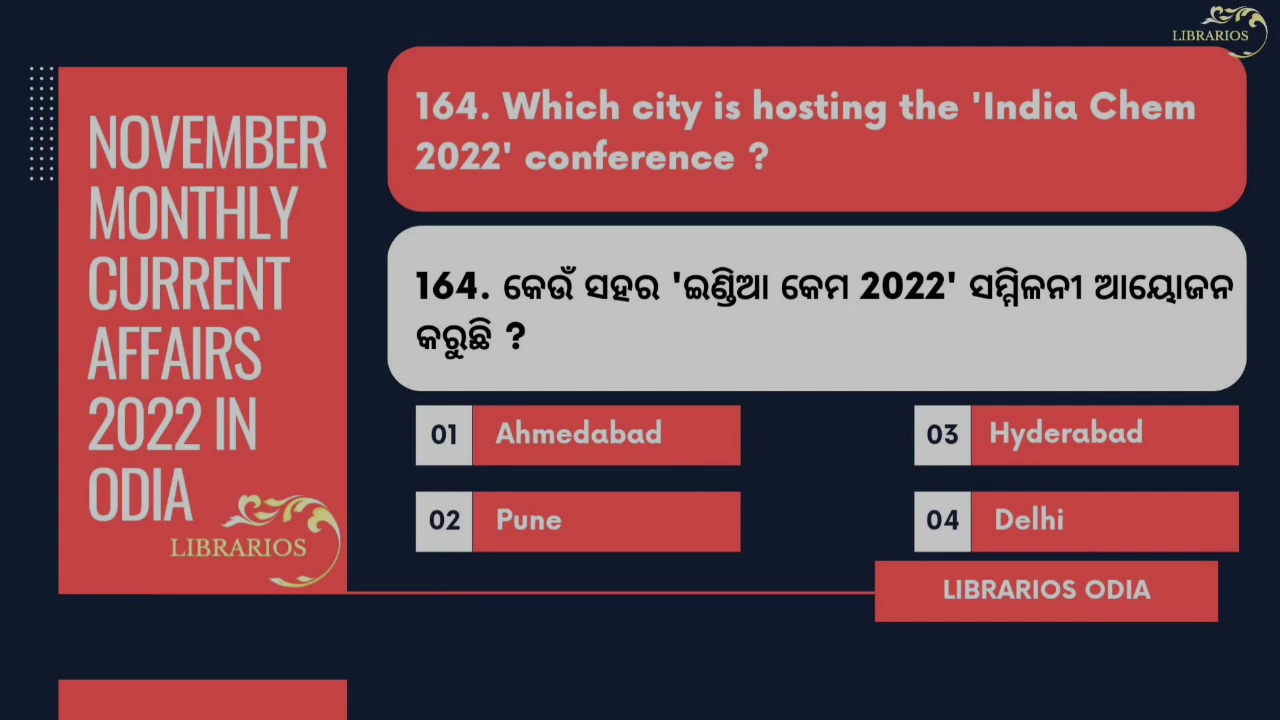 LIBRARIOS
NOVEMBER
MONTHLY
CURRENT
AFFAIRS
2022 IN
ODIA
LIBRARIOS
164. Which city is hosting the 'India Chem
2022' conference ?
164. କେଉଁ ସହର 'ଇଣ୍ଡିଆ କେମ 2022' ସମ୍ମିଳନୀ ଆୟୋଜନ
କରୁଛି ?
01 Ahmedabad
02 Pune
03 Hyderabad
04 Delhi
LIBRARIOS ODIA